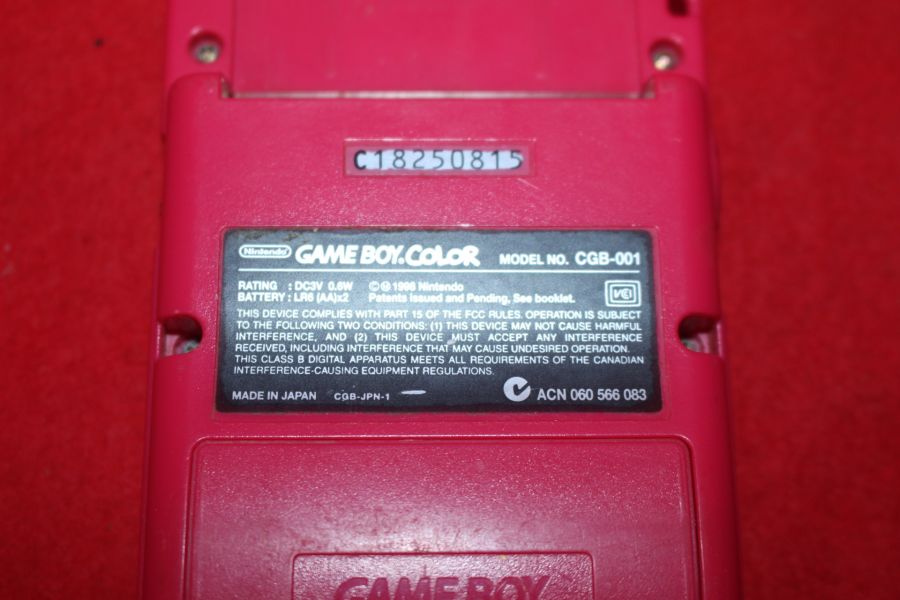 C18250815
Nintendo GAME BOY COLOR MODEL NO. CGB-001
RATING : DC3V 0.6W ©Ⓜ1998 Nintendo
BATTERY : LR6 (AA)x2 Patents Issued and Pending, See booklet.
VCI
THIS DEVICE COMPLIES WITH PART 15 OF THE FCC RULES. OPERATION IS SUBJECT
TO THE FOLLOWING TWO CONDITIONS: (1) THIS DEVICE MAY NOT CAUSE HARMFUL
INTERFERENCE, AND (2) THIS DEVICE MUST ACCEPT ANY INTERFERENCE
RECEIVED, INCLUDING INTERFERENCE THAT MAY CAUSE UNDESIRED OPERATION.
THIS CLASS B DIGITAL APPARATUS MEETS ALL REQUIREMENTS OF THE CANADIAN
INTERFERENCE-CAUSING EQUIPMENT REGULATIONS.
MADE IN JAPAN CGB-JPN-1 ACN 060 566 083
GAME BOY